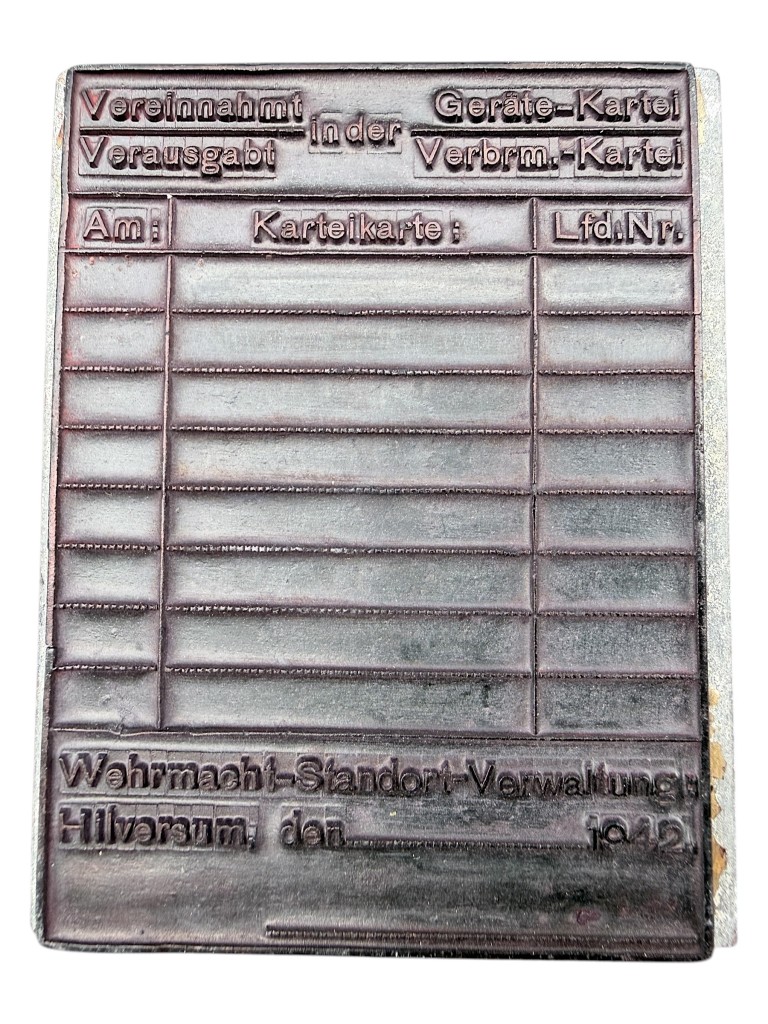 Vereinnahmt in der Geräte-Kartei
Verausgabt Verbrm.-Kartei
Am: Karteikarte: Lfd.Nr.
Wehrmacht-Standort-Verwaltung:
Hilversum, den 1942.